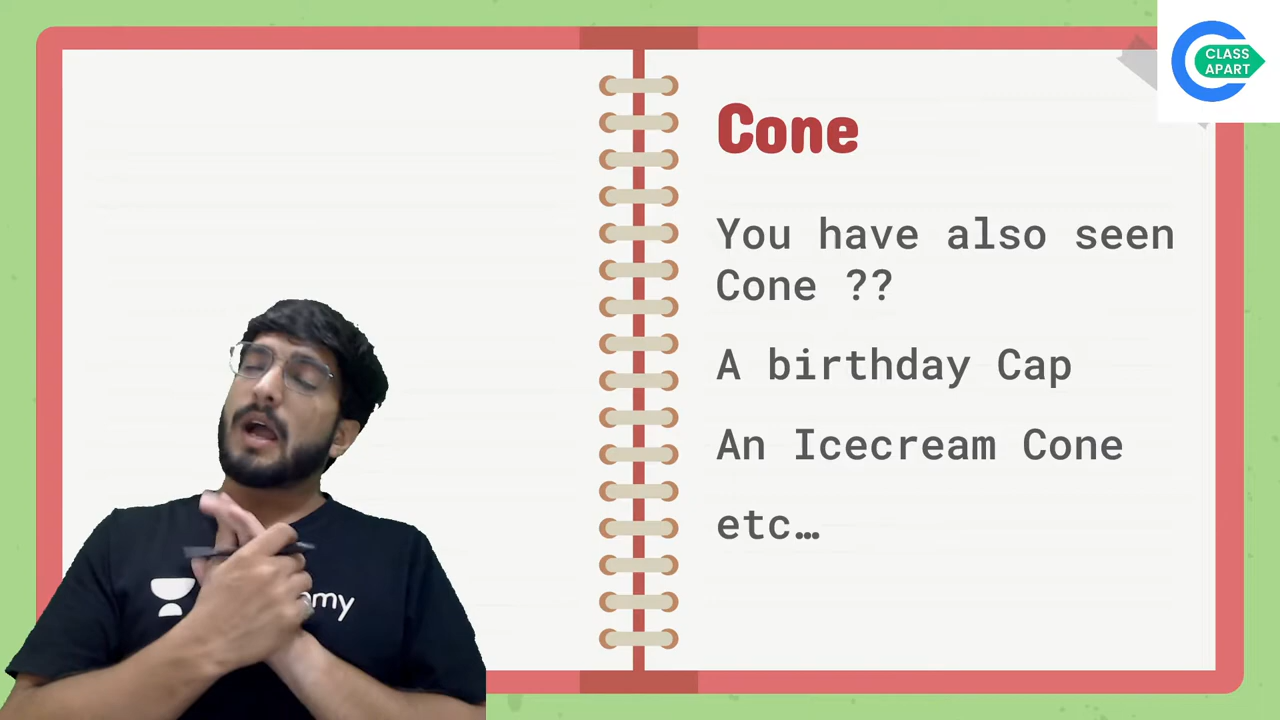 CLASS
APART
Cone
You have also seen
Cone ??
A birthday Cap
An Icecream Cone
etc…